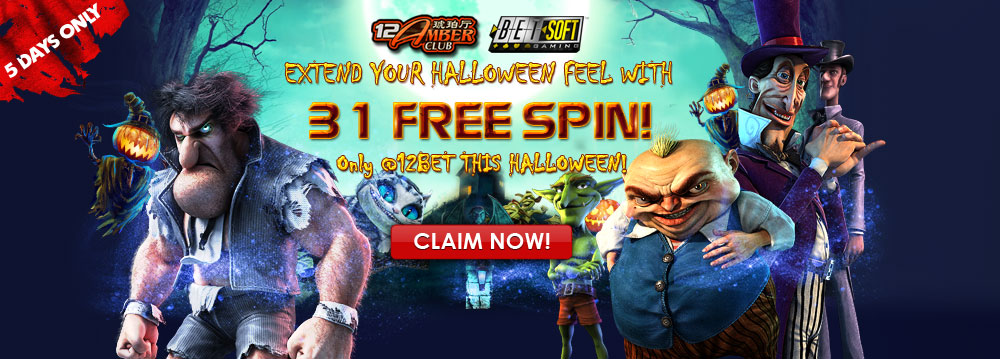 5 DAYS ONLY
12 AMBER 琥珀厅 CLUB
BETSOFT GAMING
EXTEND YOUR HALLOWEEN FEEL WITH
31 FREE SPIN!
Only @12BET THIS HALLOWEEN!
CLAIM NOW!